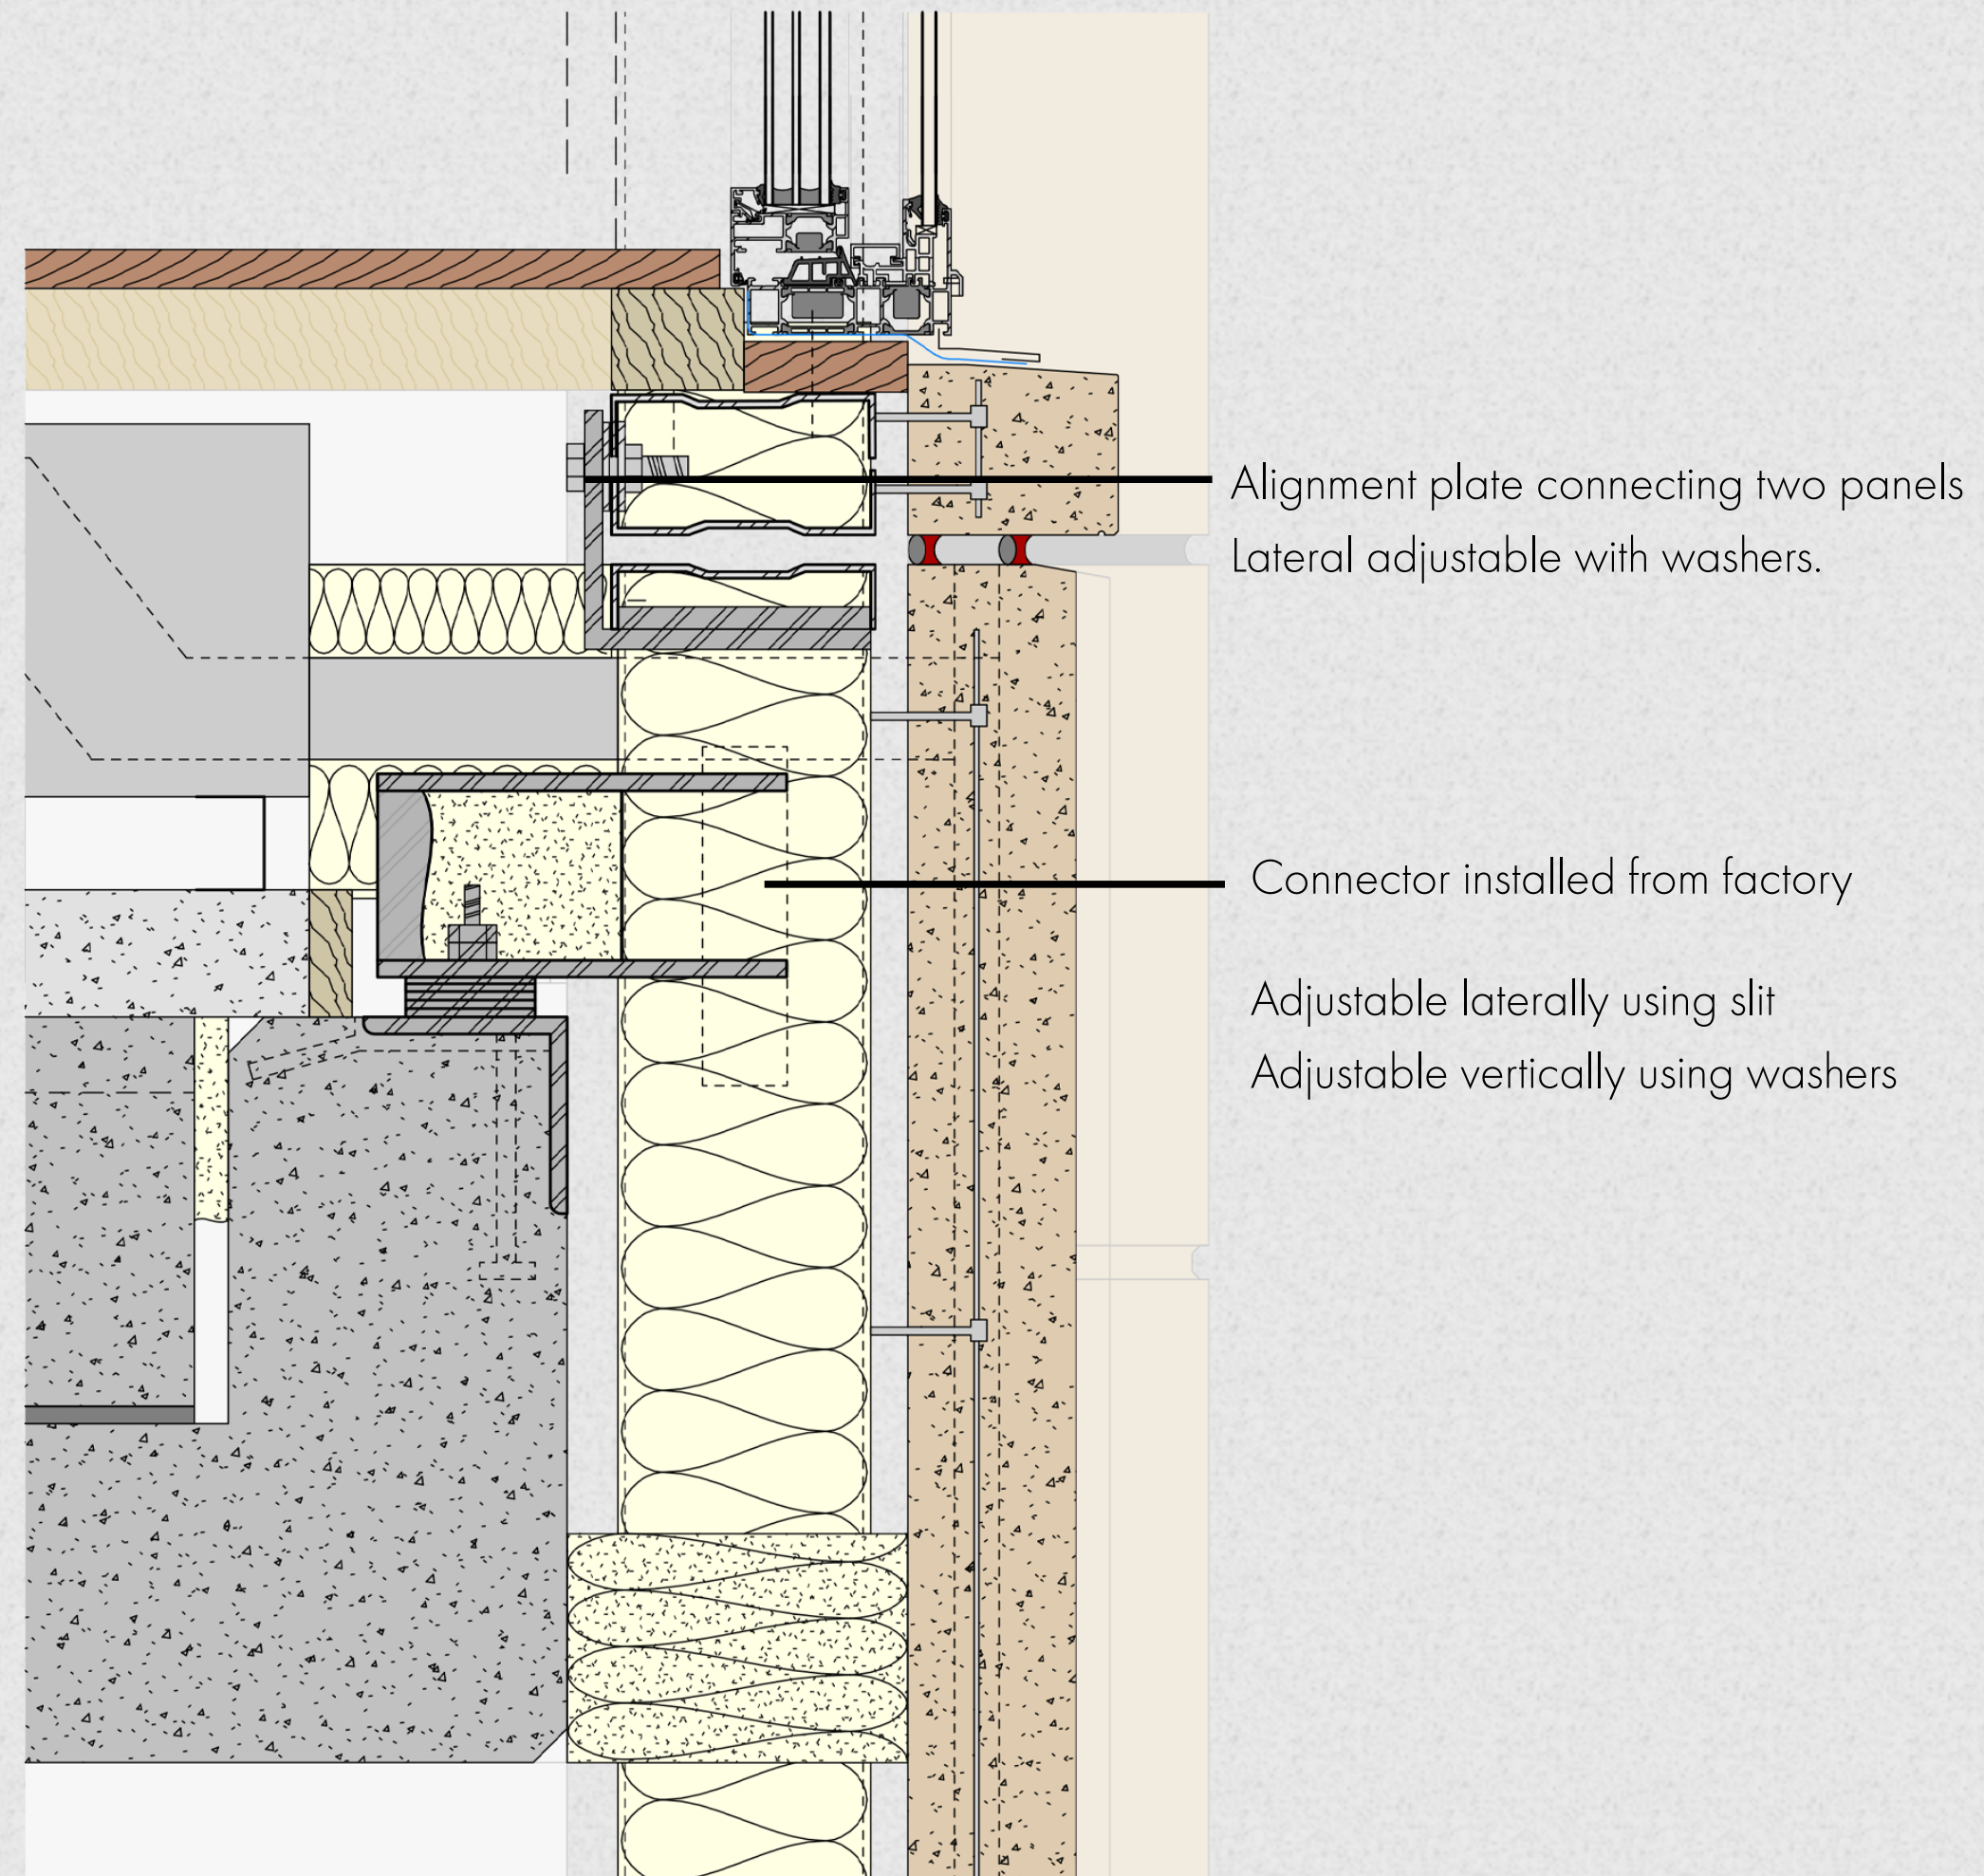 Alignment plate connecting two panels
Lateral adjustable with washers.
Connector installed from factory
Adjustable laterally using slit
Adjustable vertically using washers